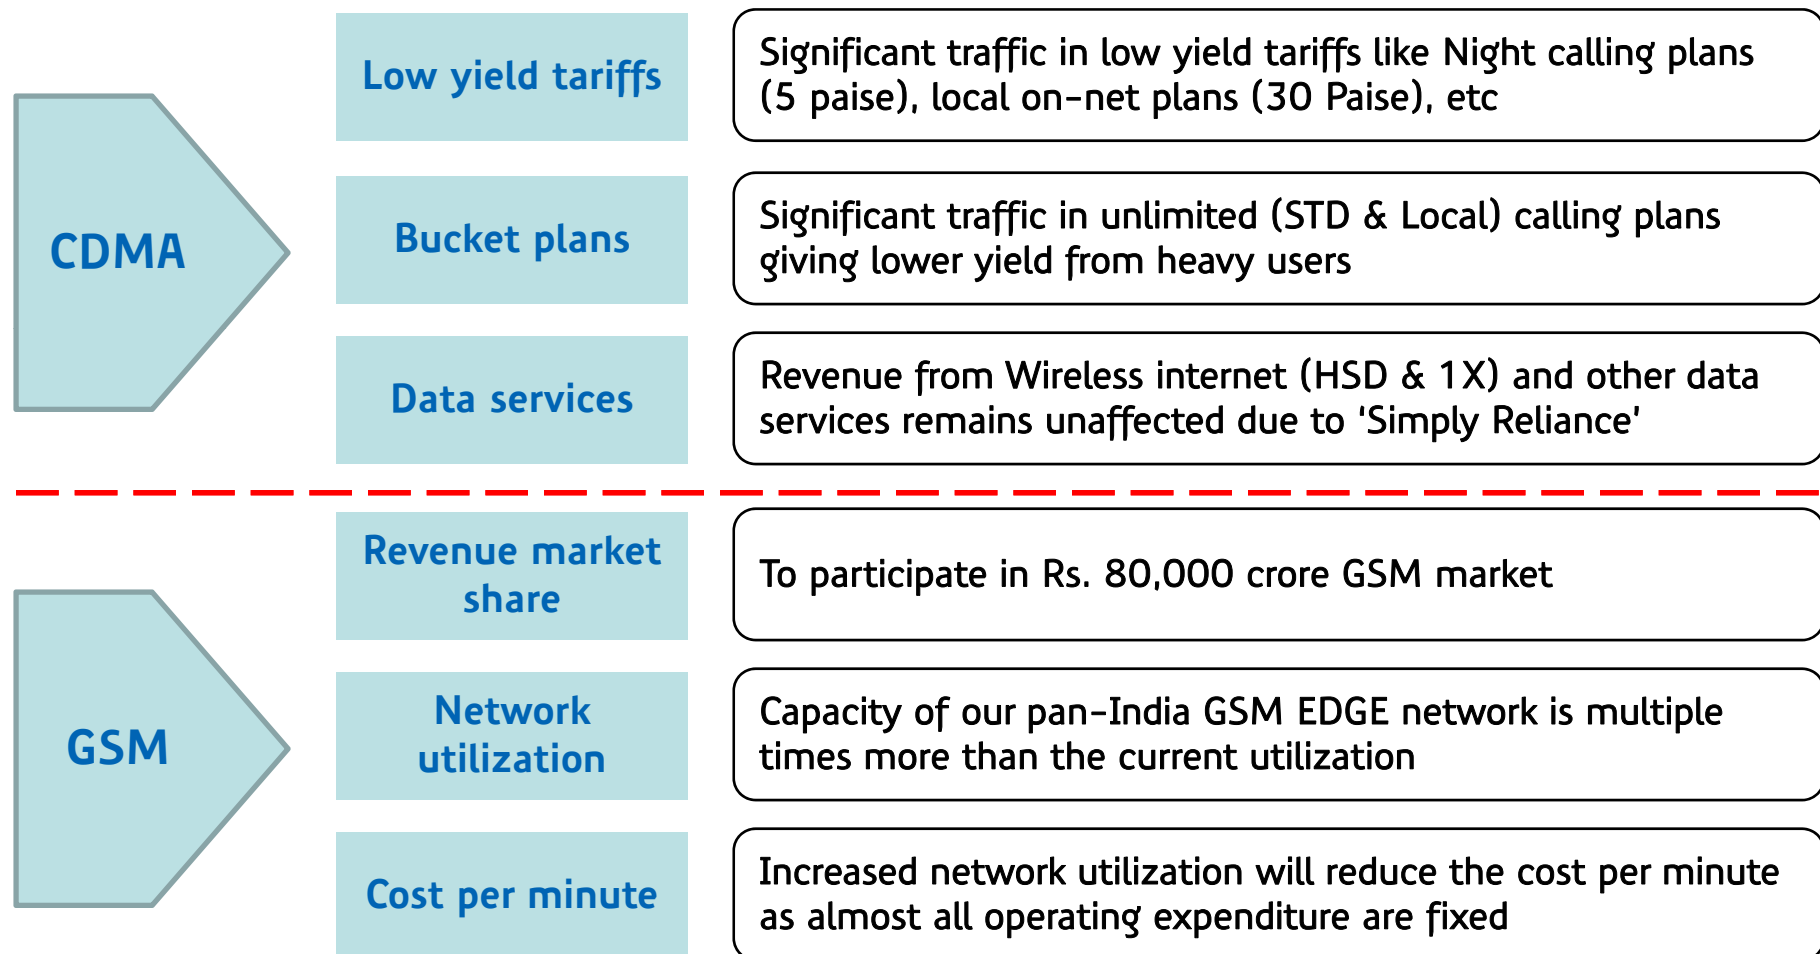 CDMA
Low yield tariffs
Significant traffic in low yield tariffs like Night calling plans
(5 paise), local on-net plans (30 Paise), etc
Bucket plans
Significant traffic in unlimited (STD & Local) calling plans
giving lower yield from heavy users
Data services
Revenue from Wireless internet (HSD & 1X) and other data
services remains unaffected due to 'Simply Reliance'
GSM
Revenue market
share
To participate in Rs. 80,000 crore GSM market
Network
utilization
Capacity of our pan-India GSM EDGE network is multiple
times more than the current utilization
Cost per minute
Increased network utilization will reduce the cost per minute
as almost all operating expenditure are fixed